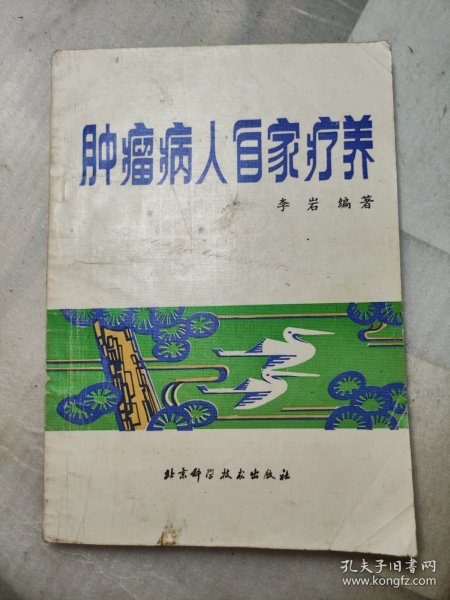 肿瘤病人自家疗养
李岩 编著
北京科学技术出版社
孔夫子旧书网
www.kongfz.com